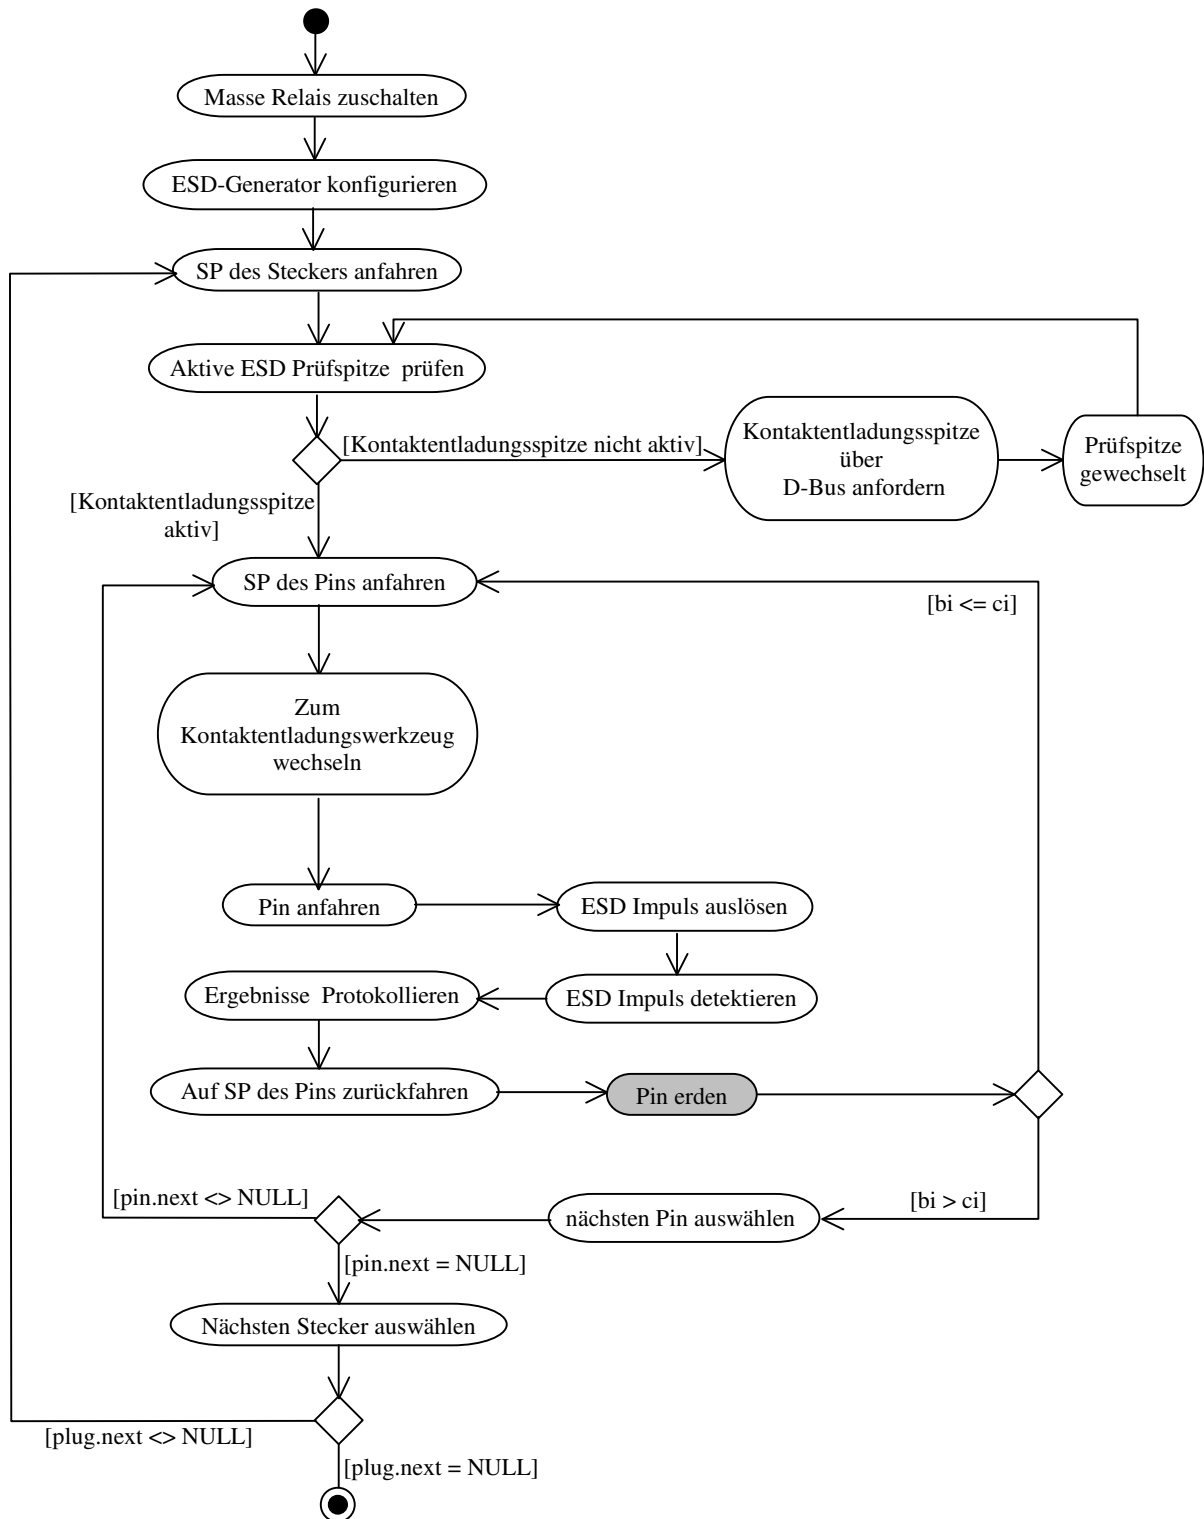 Masse Relais zuschalten
ESD-Generator konfigurieren
SP des Steckers anfahren
Aktive ESD Prüfspitze  prüfen
[Kontaktentladungsspitze nicht aktiv]
Kontaktentladungsspitze
über
D-Bus anfordern
Prüfspitze
gewechselt
[Kontaktentladungsspitze
aktiv]
SP des Pins anfahren
[bi <= ci]
Zum
Kontaktentladungswerkzeug
wechseln
Pin anfahren
ESD Impuls auslösen
Ergebnisse  Protokollieren
ESD Impuls detektieren
Auf SP des Pins zurückfahren
Pin erden
[pin.next <> NULL]
nächsten Pin auswählen
[bi > ci]
[pin.next = NULL]
Nächsten Stecker auswählen
[plug.next <> NULL]
[plug.next = NULL]